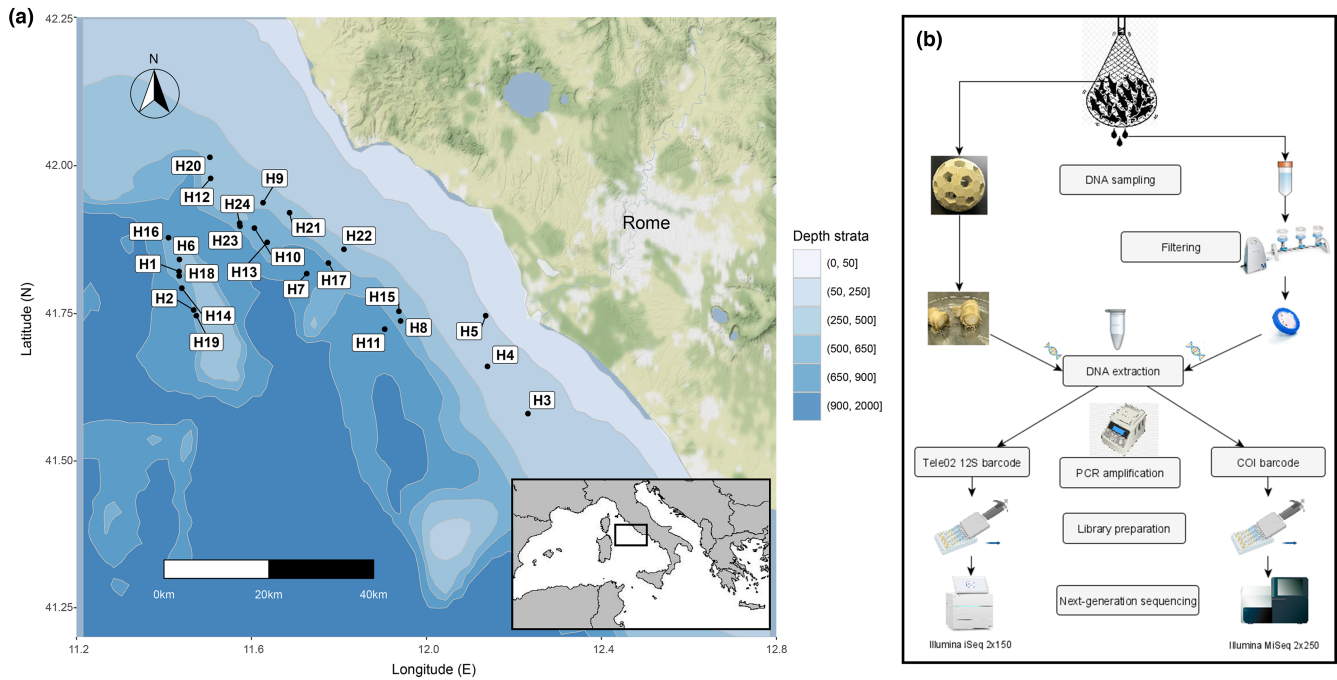 (a)
42.25
42.00
41.75
41.50
41.25
Latitude (N)
N
H20
H12
H9
H24
H21
H16
H23
H6
H10
H22
H1
H18
H13
H17
H7
H2
H14
H15
H19
H8
H11
H5
H4
H3
Rome
0km
20km
40km
11.2
11.6
12.0
12.4
12.8
Longitude (E)
Depth strata
(0, 50]
(50, 250]
(250, 500]
(500, 650]
(650, 900]
(900, 2000]
(b)
DNA sampling
Filtering
DNA extraction
Tele02 12S barcode
PCR amplification
COI barcode
Library preparation
Next-generation sequencing
Illumina iSeq 2x150
Illumina MiSeq 2x250